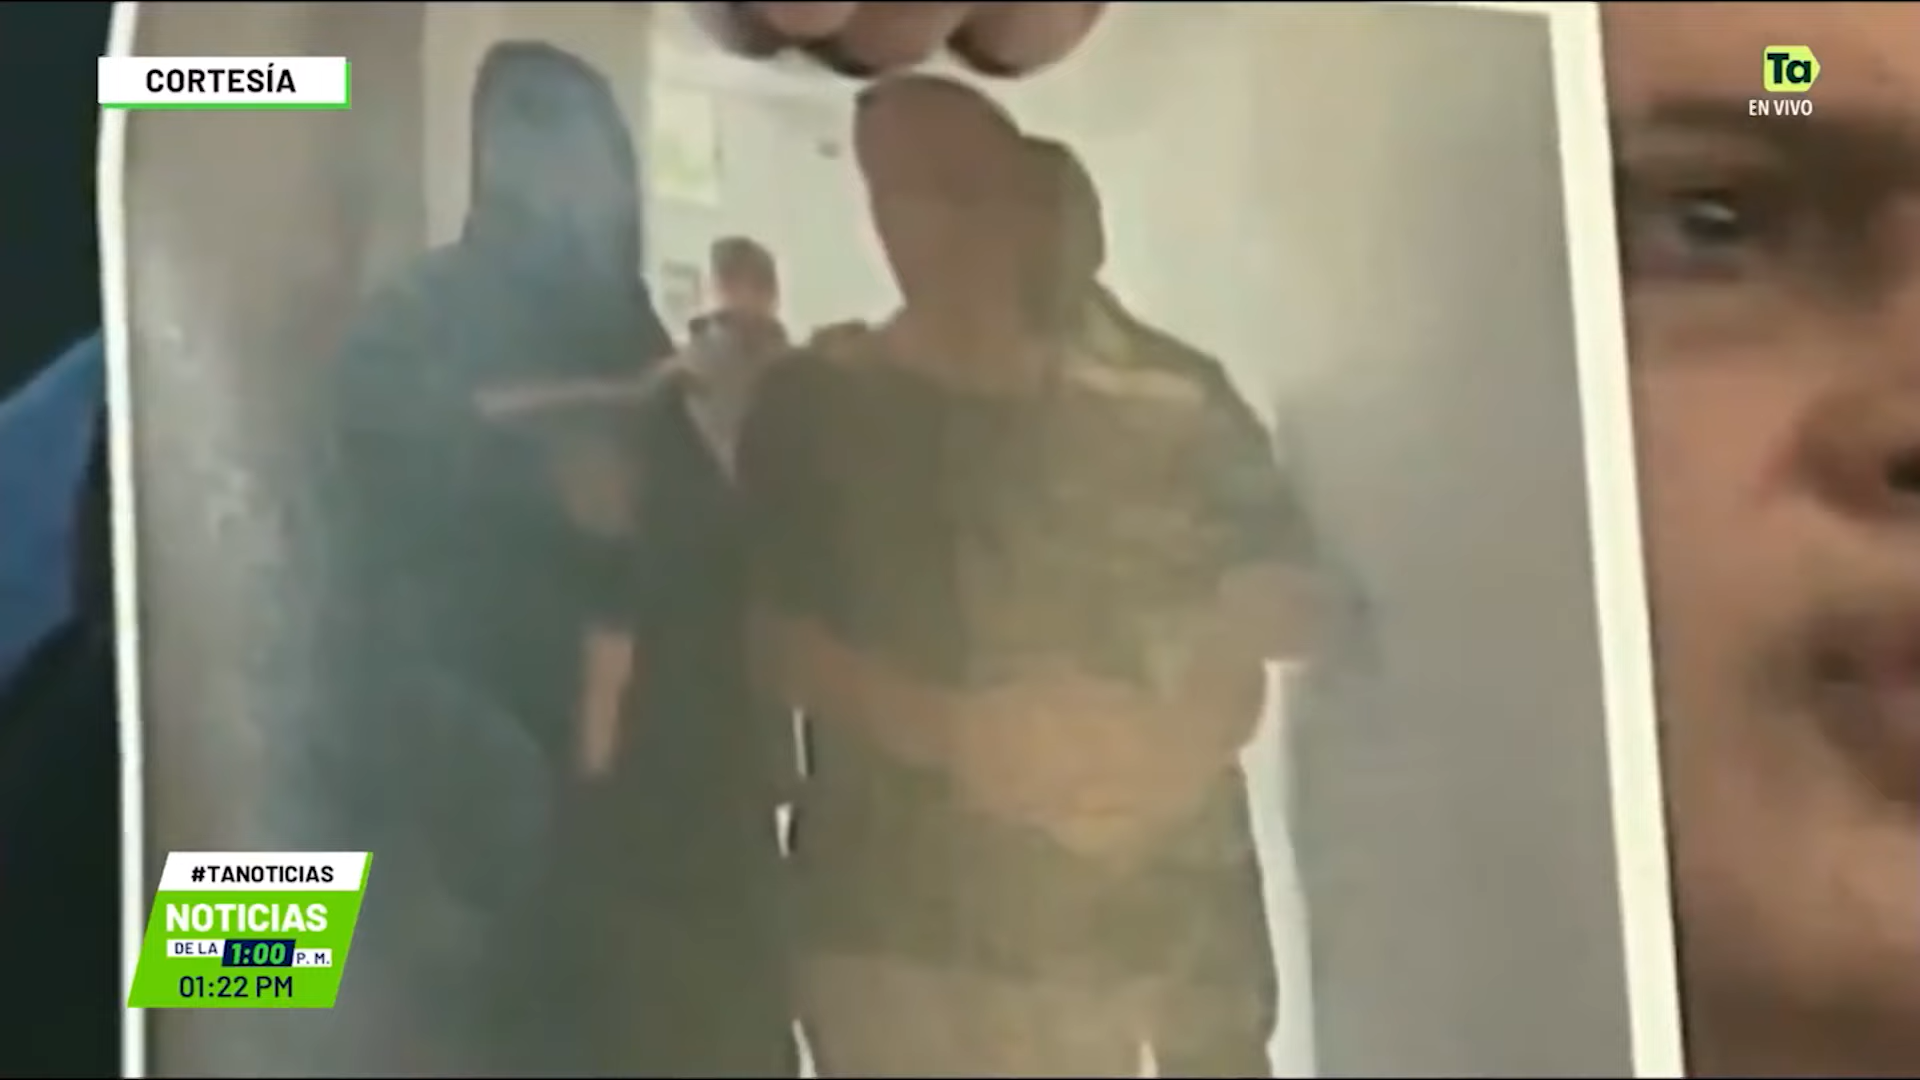 CORTESÍA
Ta
EN VIVO
#TANOTICIAS
NOTICIAS
DE LA 1:00 P. M.
01:22 PM